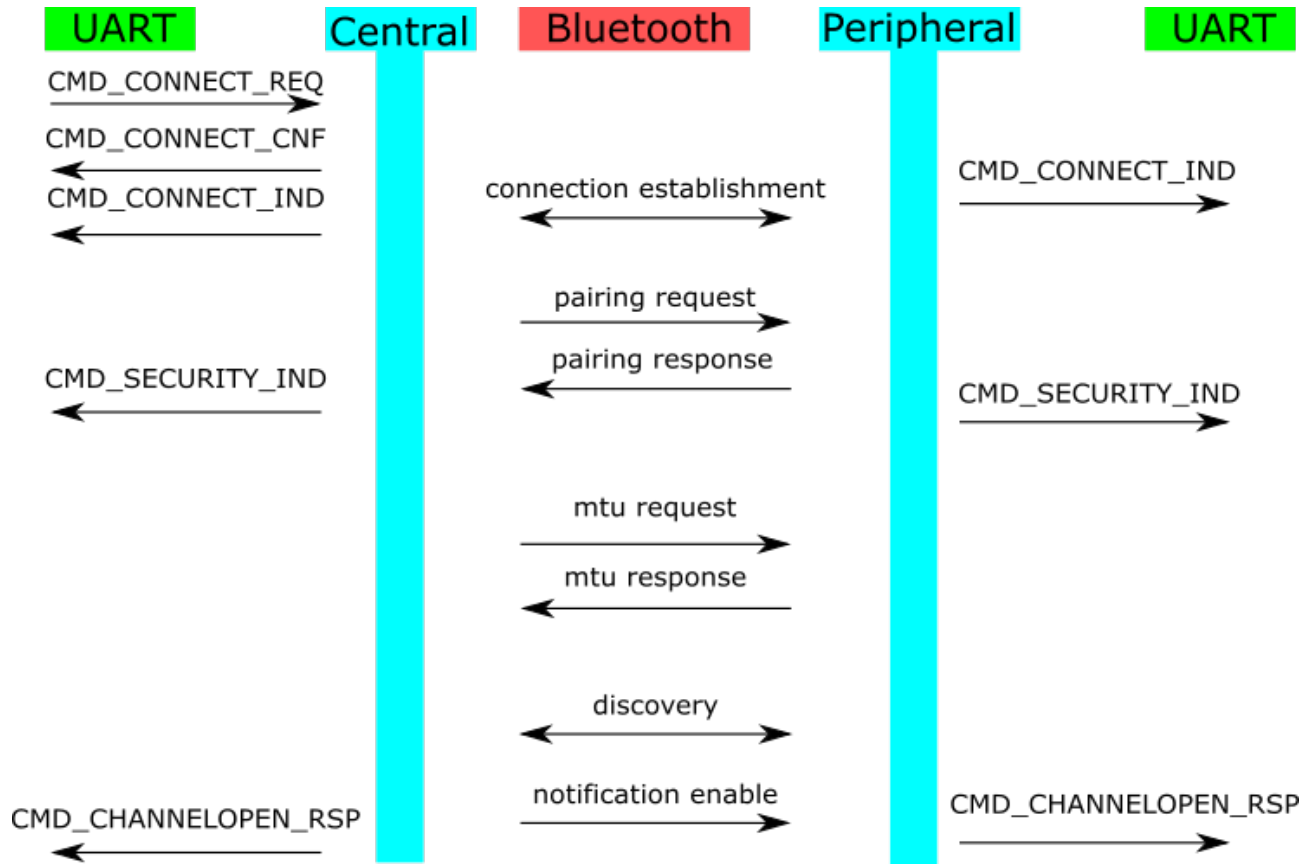 UART Central Bluetooth Peripheral UART
CMD_CONNECT_REQ
CMD_CONNECT_CNF
CMD_CONNECT_IND
connection establishment
CMD_CONNECT_IND
pairing request
pairing response
CMD_SECURITY_IND
CMD_SECURITY_IND
mtu request
mtu response
discovery
notification enable
CMD_CHANNELOPEN_RSP
CMD_CHANNELOPEN_RSP